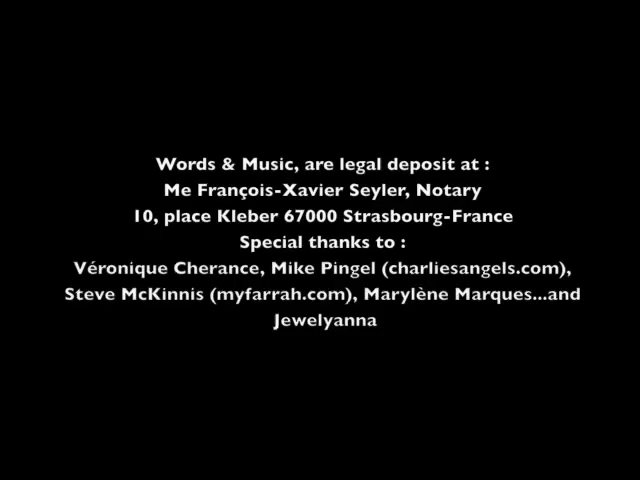 Words & Music, are legal deposit at :
Me François-Xavier Seyler, Notary
10, place Kleber 67000 Strasbourg-France
Special thanks to :
Véronique Cherance, Mike Pingel (charliesangels.com),
Steve McKinnis (myfarrah.com), Marylène Marques...and
Jewelyanna